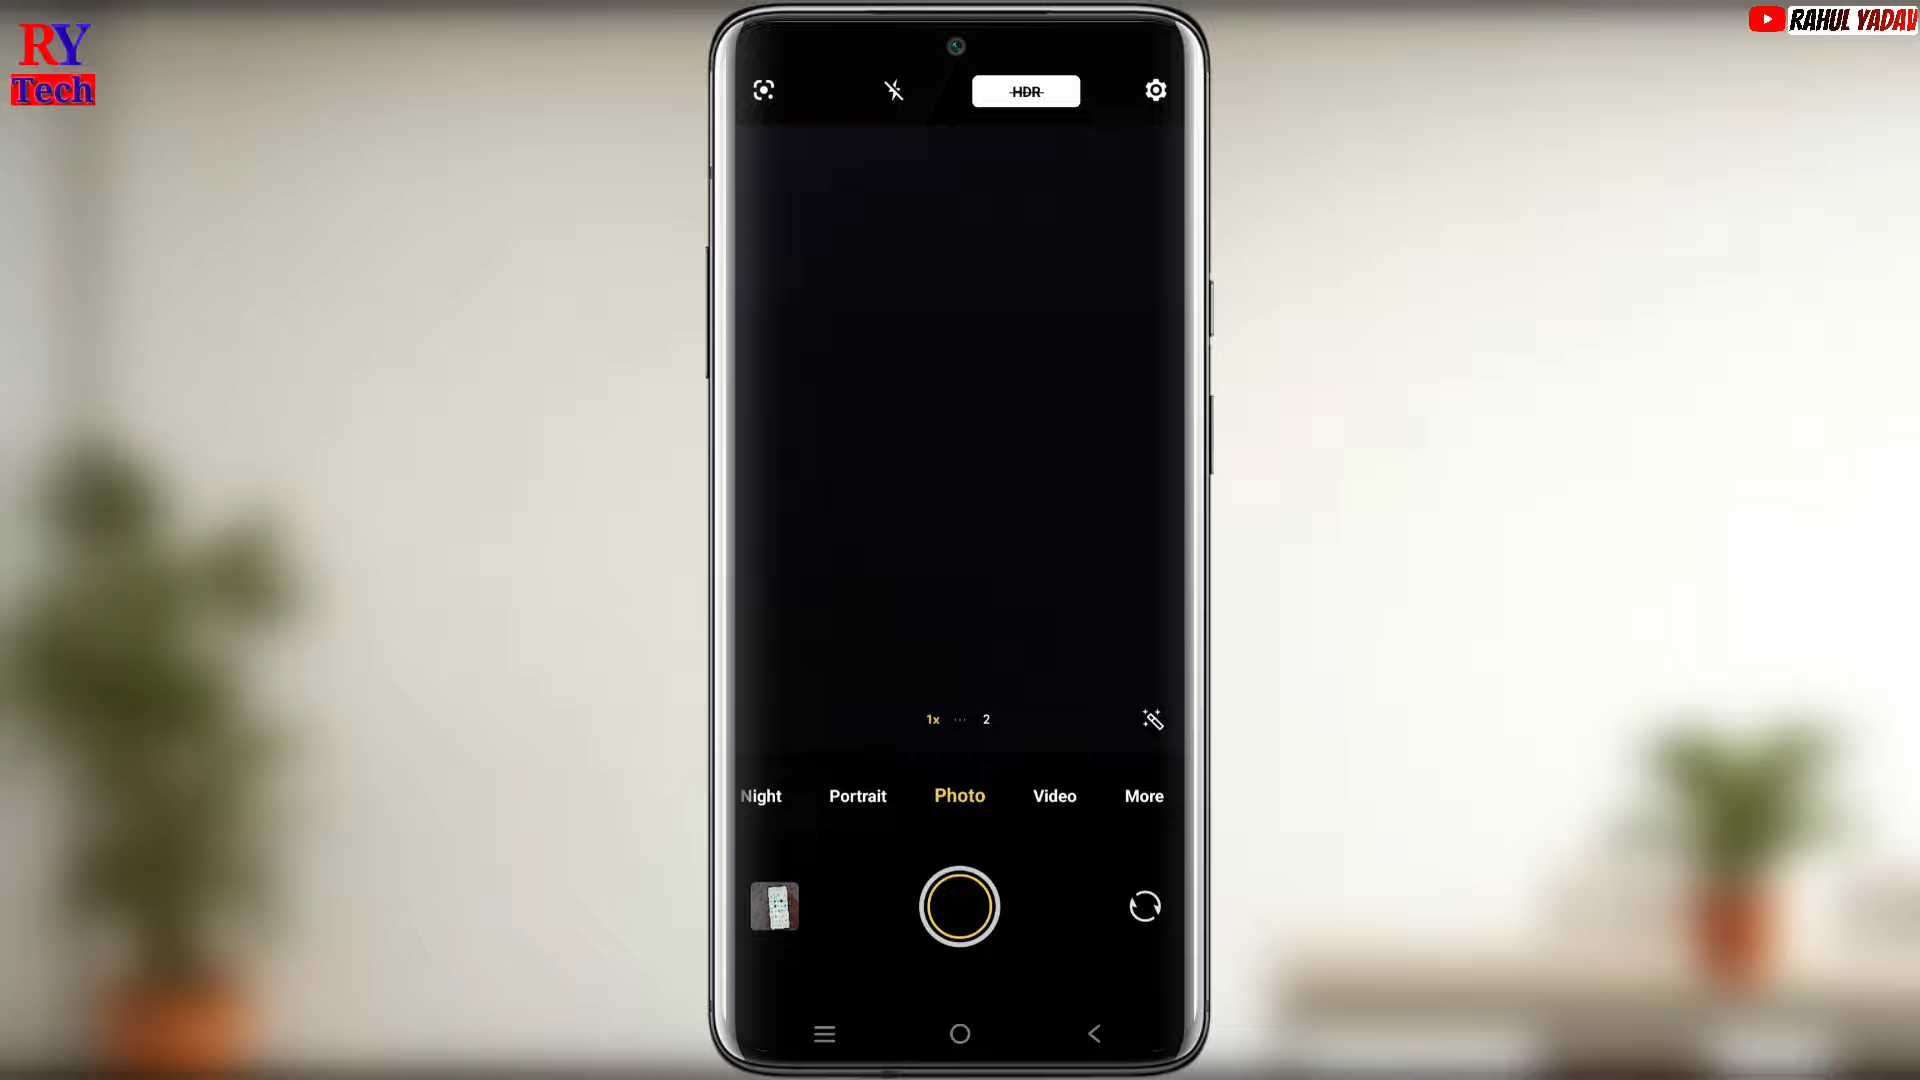 RY
Tech
RAHUL YADAV
HDR
1x ··· 2
Night Portrait Photo Video More